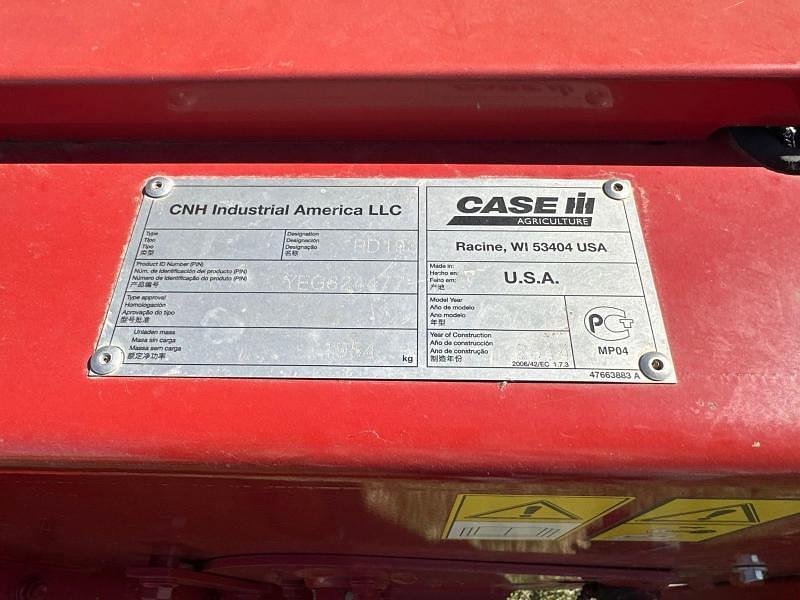 CNH Industrial America LLC
Type
Tipo
Tipo
类型
Designation
Designación
Designação
名称
Product ID Number (PIN)
Núm. de identificación del producto (PIN)
Número de identificação do produto (PIN)
产品编号
Type approval
Homologación
Aprovação do tipo
型号批准
Unladen mass
Masa sin carga
Massa sem carga
额定净功率
kg
CASE IH
AGRICULTURE
Racine, WI 53404 USA
Made in:
Hecho en:
Feito em:
产地
U.S.A.
Model Year
Año de modelo
Ano modelo
年型
Year of Construction
Año de construcción
Ano de construção
制造年份
2006/42/EC 1.7.3
MP04
47663883 A